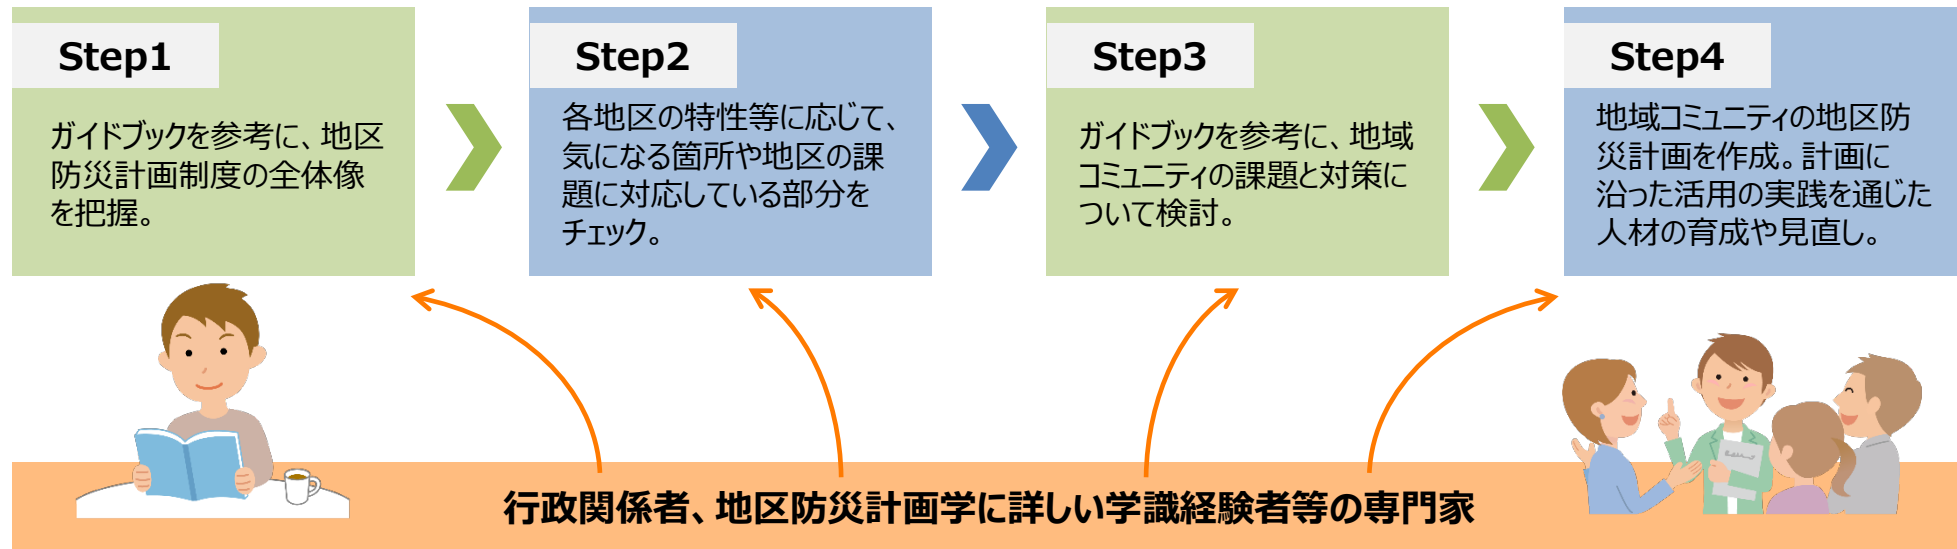 Step1
ガイドブックを参考に、地区
防災計画制度の全体像
を把握。
Step2
各地区の特性等に応じて、
気になる箇所や地区の課
題に対応している部分を
チェック。
Step3
ガイドブックを参考に、地域
コミュニティの課題と対策に
ついて検討。
Step4
地域コミュニティの地区防
災計画を作成。計画に
沿った活用の実践を通じた
人材の育成や見直し。
行政関係者、地区防災計画学に詳しい学識経験者等の専門家